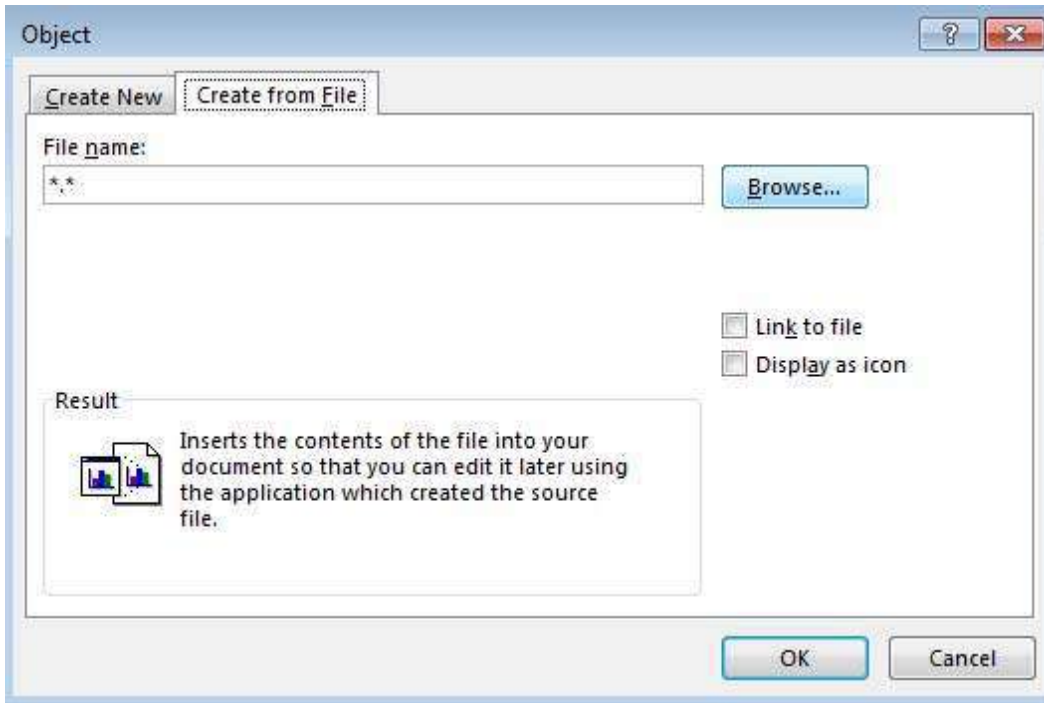 Object
Create New
Create from File
File name:
*.*
Browse...
Link to file
Display as icon
Result
Inserts the contents of the file into your
document so that you can edit it later using
the application which created the source
file.
OK
Cancel